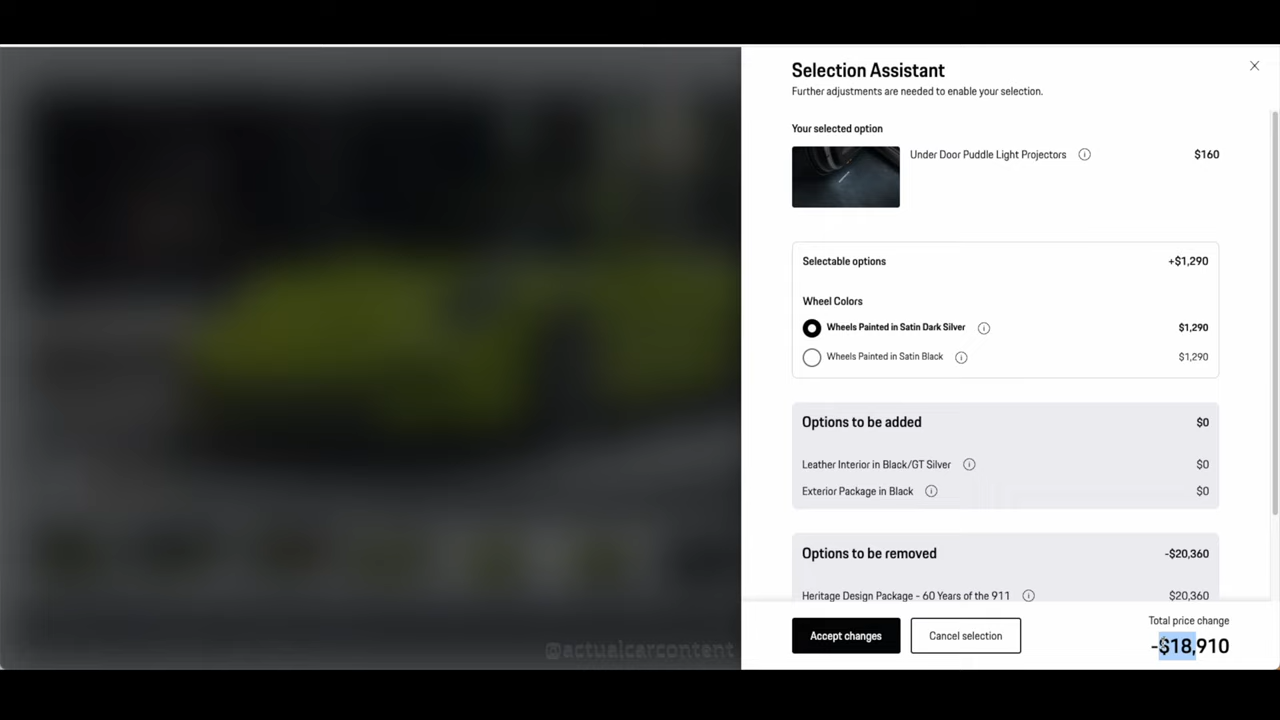 Selection Assistant
Further adjustments are needed to enable your selection.
Your selected option
Under Door Puddle Light Projectors $160
Selectable options +$1,290
Wheel Colors
Wheels Painted in Satin Dark Silver $1,290
Wheels Painted in Satin Black $1,290
Options to be added $0
Leather Interior in Black/GT Silver $0
Exterior Package in Black $0
Options to be removed -$20,360
Heritage Design Package - 60 Years of the 911 $20,360
Accept changes Cancel selection
Total price change
-$18,910
@actualcarcontent